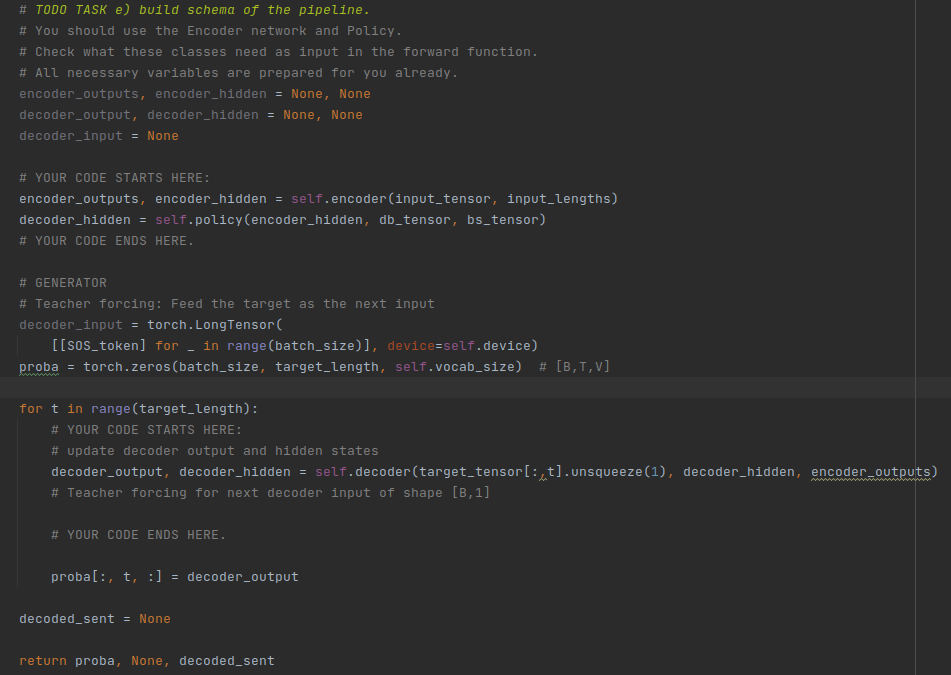 # TODO TASK e) build schema of the pipeline.
# You should use the Encoder network and Policy.
# Check what these classes need as input in the forward function.
# All necessary variables are prepared for you already.
encoder_outputs, encoder_hidden = None, None
decoder_output, decoder_hidden = None, None
decoder_input = None
# YOUR CODE STARTS HERE:
encoder_outputs, encoder_hidden = self.encoder(input_tensor, input_lengths)
decoder_hidden = self.policy(encoder_hidden, db_tensor, bs_tensor)
# YOUR CODE ENDS HERE.
# GENERATOR
# Teacher forcing: Feed the target as the next input
decoder_input = torch.LongTensor(
    [[SOS_token] for _ in range(batch_size)], device=self.device)
proba = torch.zeros(batch_size, target_length, self.vocab_size)  # [B,T,V]
for t in range(target_length):
    # YOUR CODE STARTS HERE:
    # update decoder output and hidden states
    decoder_output, decoder_hidden = self.decoder(target_tensor[:,t].unsqueeze(1), decoder_hidden, encoder_outputs)
    # Teacher forcing for next decoder input of shape [B,1]
    # YOUR CODE ENDS HERE.
    proba[:, t, :] = decoder_output
decoded_sent = None
return proba, None, decoded_sent